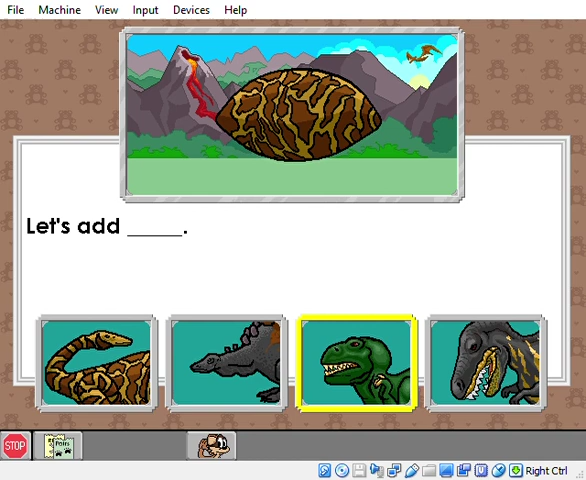 File Machine View Input Devices Help
Let's add _____.
STOP
Pairs
Right Ctrl